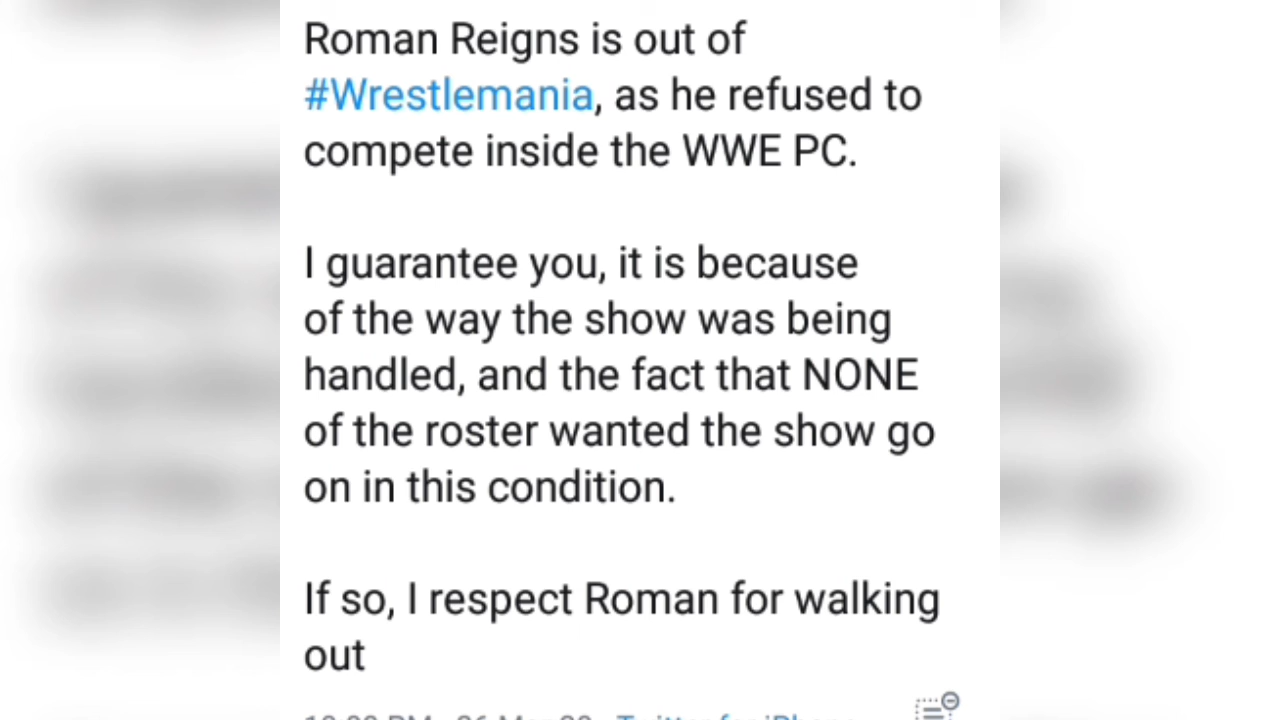 Roman Reigns is out of
#Wrestlemania, as he refused to
compete inside the WWE PC.
I guarantee you, it is because
of the way the show was being
handled, and the fact that NONE
of the roster wanted the show go
on in this condition.
If so, I respect Roman for walking
out